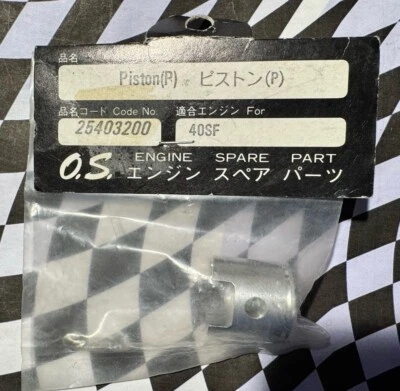 品名
Piston(R) ピストン(P)
品名コード Code No. 適合エンジン For
25403200 40SF
O.S. ENGINE SPARE PART
エンジン スペア パーツ